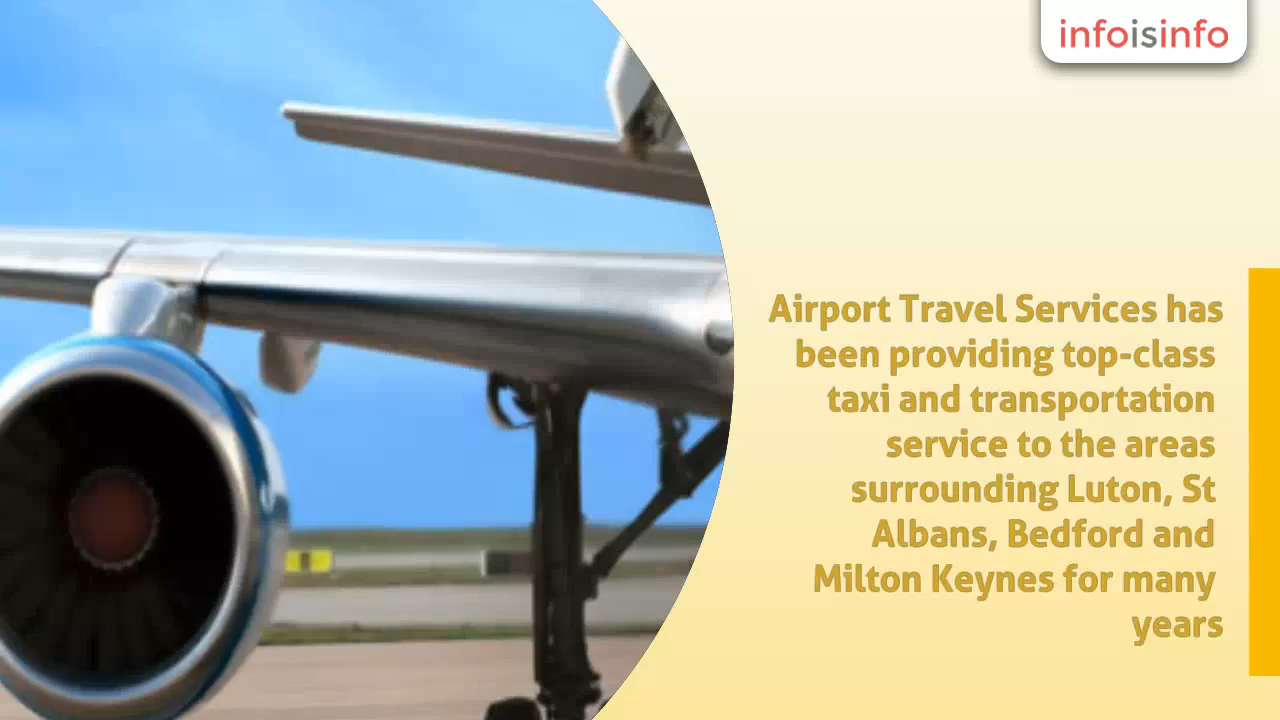 infoisinfo
Airport Travel Services has
been providing top-class
taxi and transportation
service to the areas
surrounding Luton, St
Albans, Bedford and
Milton Keynes for many
years